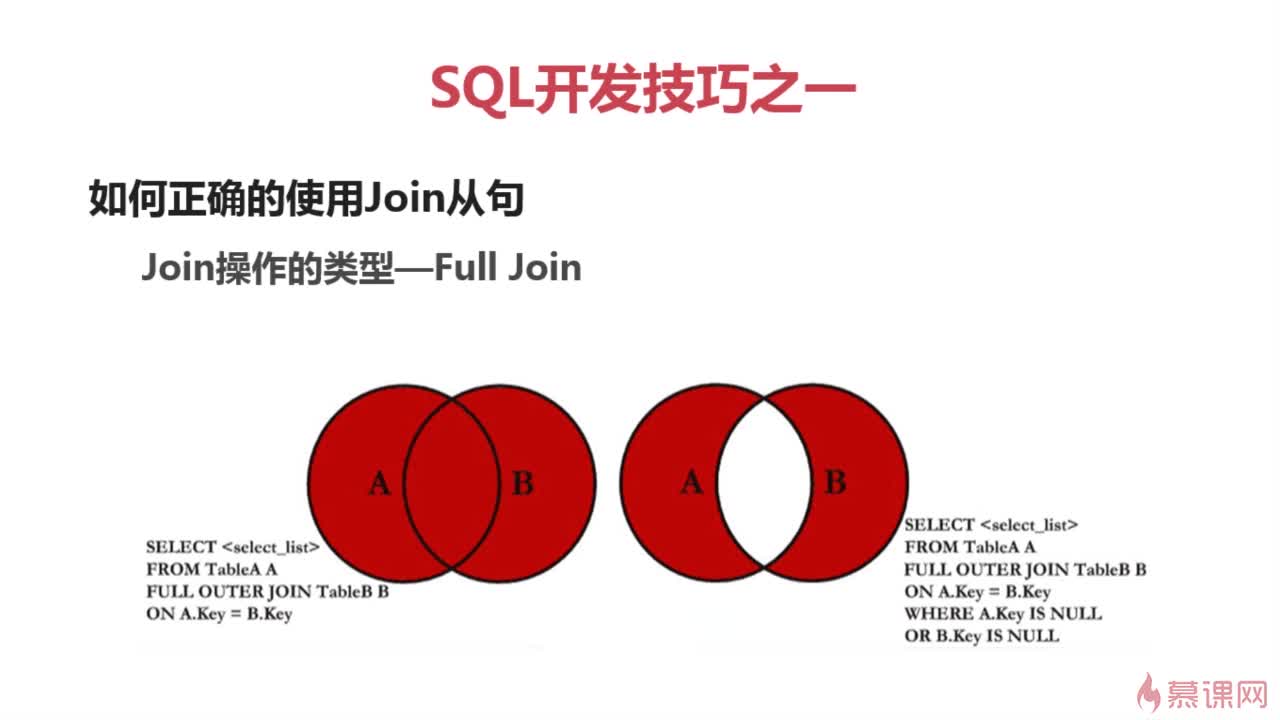 SQL开发技巧之一
如何正确的使用Join从句
Join操作的类型—Full Join
A
B
SELECT <select_list>
FROM TableA A
FULL OUTER JOIN TableB B
ON A.Key = B.Key
A
B
SELECT <select_list>
FROM TableA A
FULL OUTER JOIN TableB B
ON A.Key = B.Key
WHERE A.Key IS NULL
OR B.Key IS NULL
慕课网